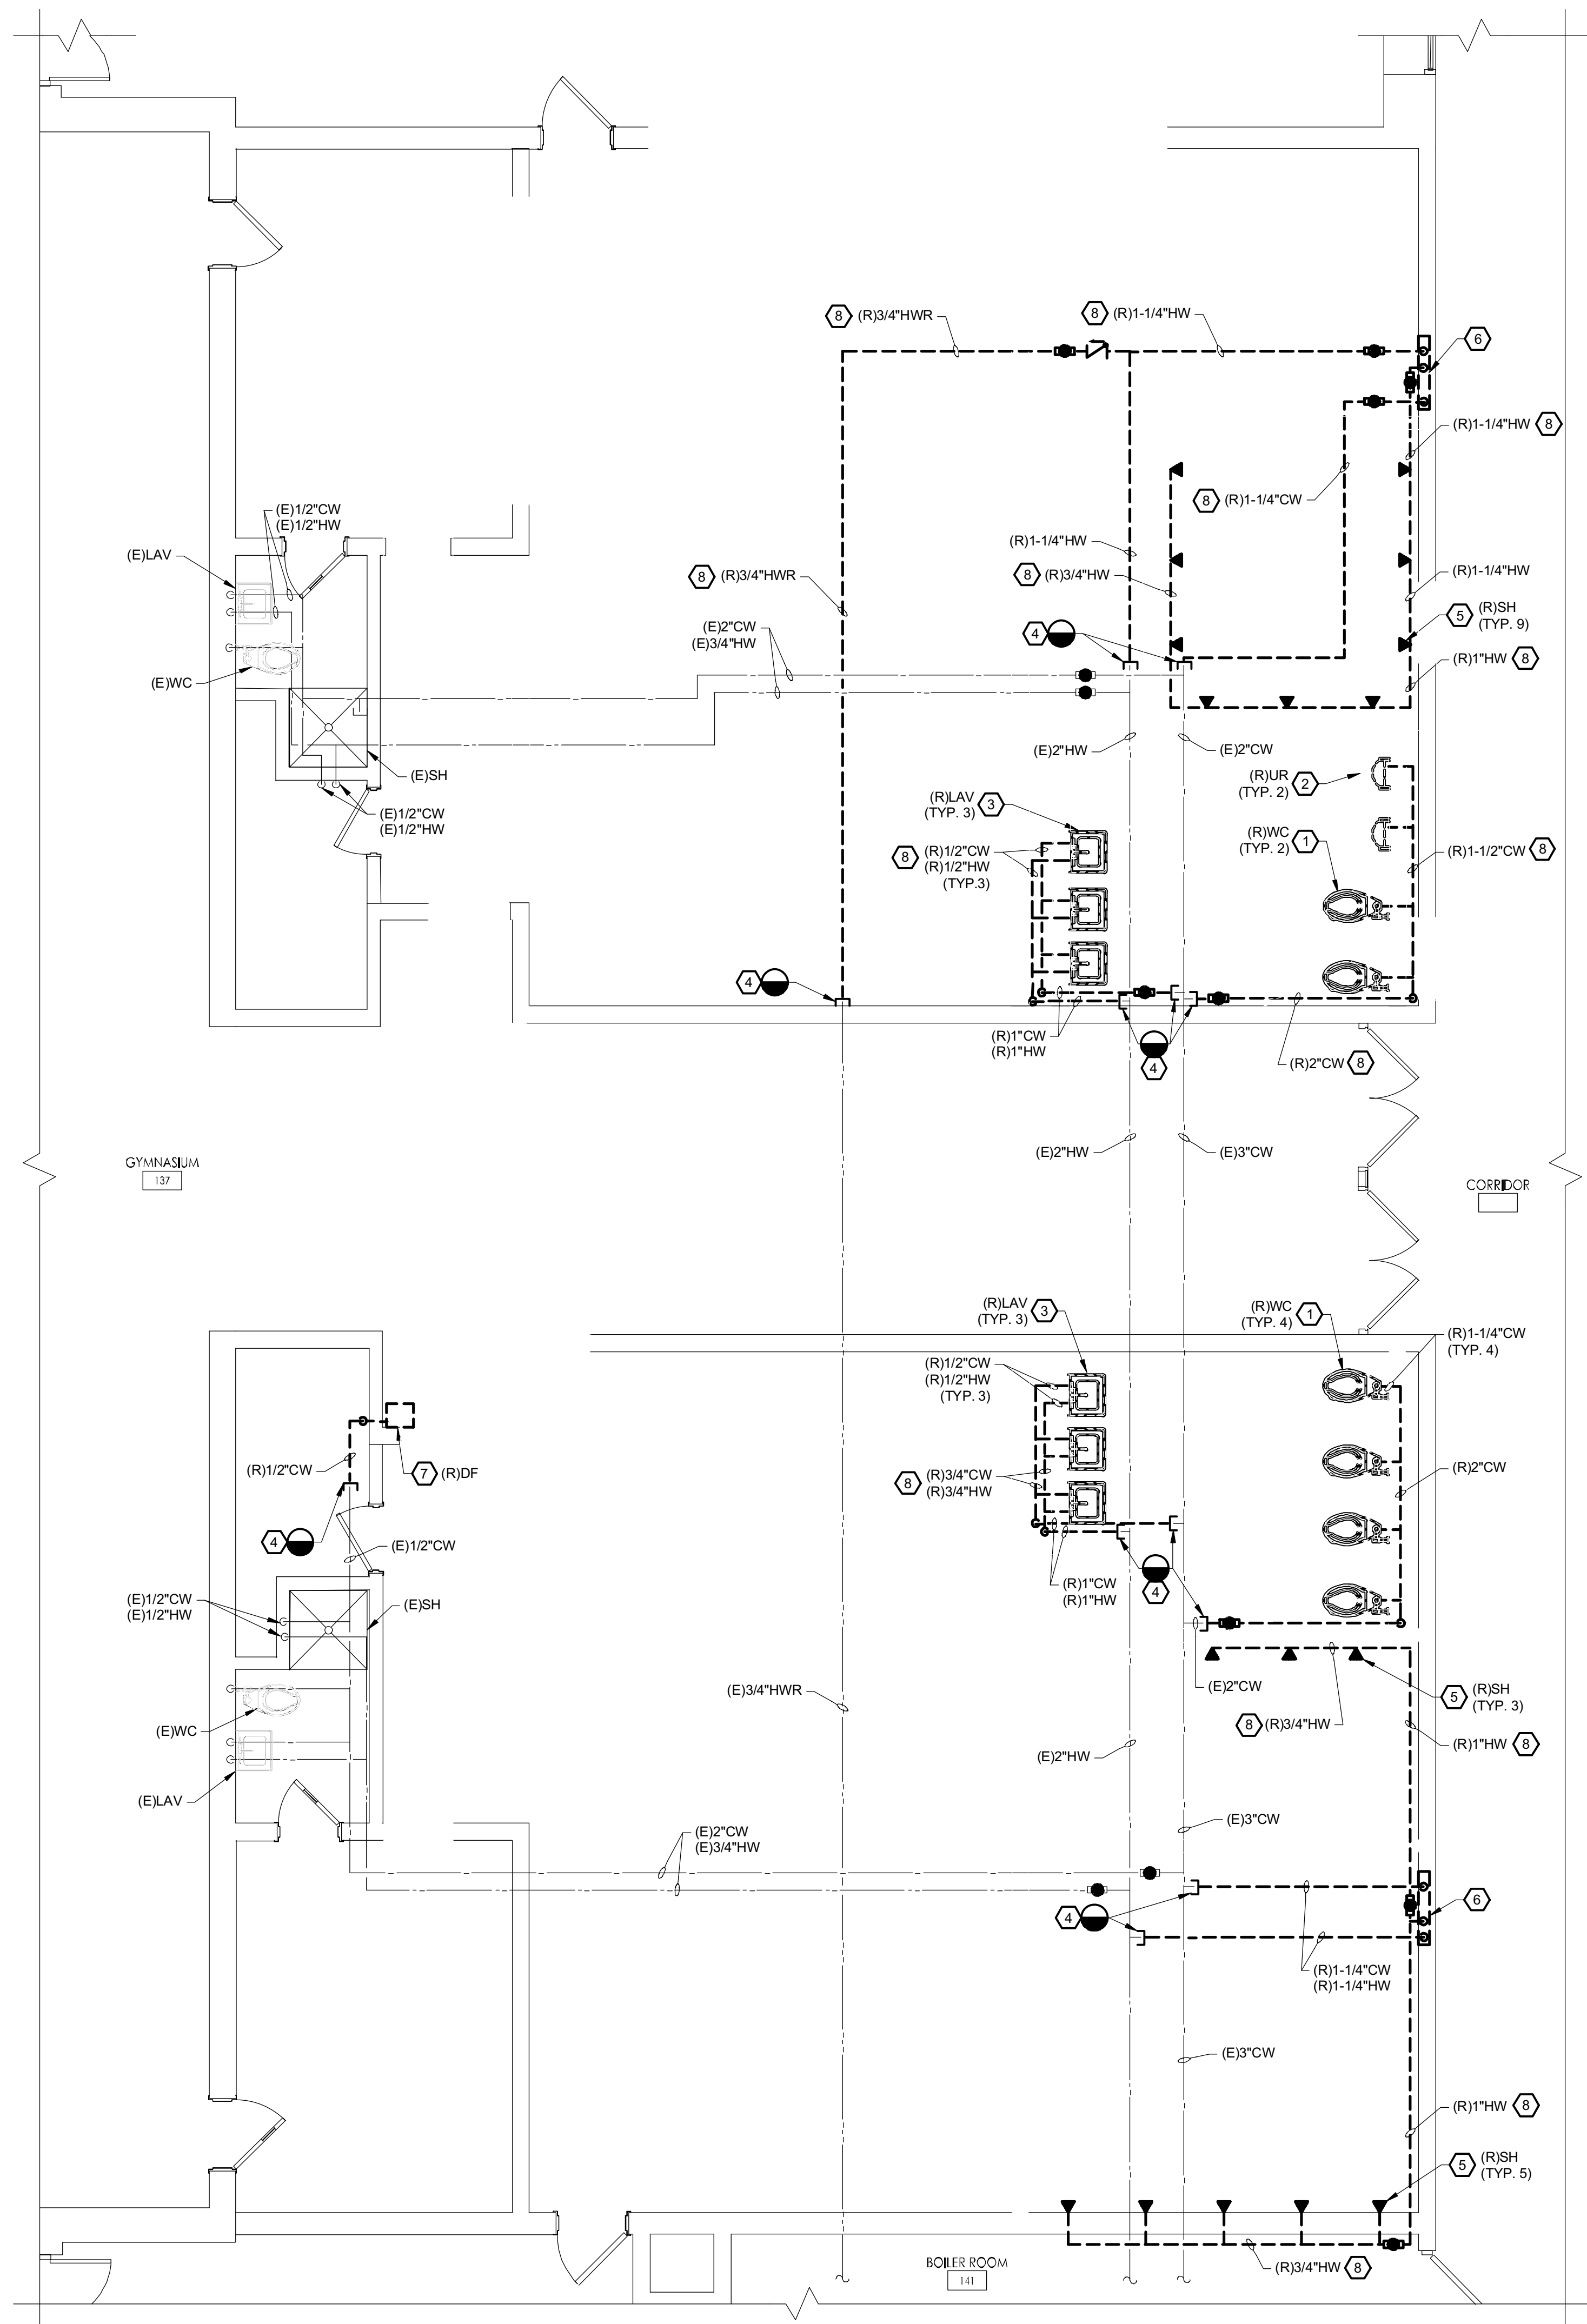 8 (R)3/4"HWR
8 (R)1-1/4"HW
6
(R)1-1/4"HW 8
8 (R)1-1/4"CW
(E)1/2"CW
(E)1/2"HW
(E)LAV
(R)1-1/4"HW
8 (R)3/4"HWR
8 (R)3/4"HW
(R)1-1/4"HW
5 (R)SH
(TYP. 9)
(E)2"CW
(E)3/4"HW
4
(R)1"HW 8
(E)WC
(E)2"HW
(E)2"CW
(E)SH
(R)UR
(TYP. 2) 2
(R)LAV
(TYP. 3) 3
(E)1/2"CW
(E)1/2"HW
(R)WC
(TYP. 2) 1
8 (R)1/2"CW
(R)1/2"HW
(TYP.3)
(R)1-1/2"CW 8
4
(R)1"CW
(R)1"HW
4
(R)2"CW 8
(E)2"HW
(E)3"CW
GYMNASIUM
137
CORRIDOR
(R)LAV
(TYP. 3) 3
(R)WC
(TYP. 4) 1
(R)1-1/4"CW
(TYP. 4)
(R)1/2"CW
(R)1/2"HW
(TYP. 3)
(R)1/2"CW
7 (R)DF
8 (R)3/4"CW
(R)3/4"HW
(R)2"CW
4
(E)1/2"CW
(R)1"CW
(R)1"HW
4
(E)1/2"CW
(E)1/2"HW
(E)SH
(E)3/4"HWR
(E)2"CW
5 (R)SH
(TYP. 3)
8 (R)3/4"HW
(E)WC
(R)1"HW 8
(E)2"HW
(E)LAV
(E)2"CW
(E)3/4"HW
(E)3"CW
6
4
(R)1-1/4"CW
(R)1-1/4"HW
(E)3"CW
(R)1"HW 8
5 (R)SH
(TYP. 5)
BOILER ROOM
141
(R)3/4"HW 8